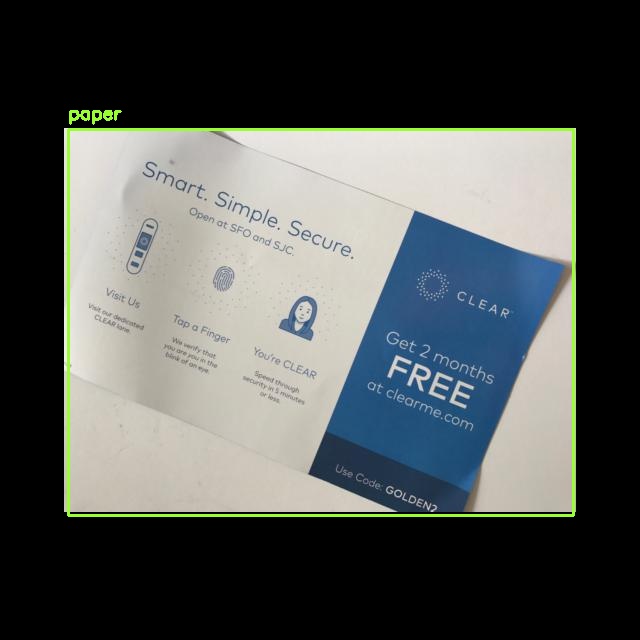 paper
Smart. Simple. Secure.
Open at SFO and SJC.
Visit Us
Visit our dedicated
CLEAR lane.
Tap a Finger
We verify that
you are you in the
blink of an eye.
You're CLEAR
Speed through
security in 5 minutes
or less.
CLEAR
Get 2 months
FREE
at clearme.com
Use Code: GOLDEN2